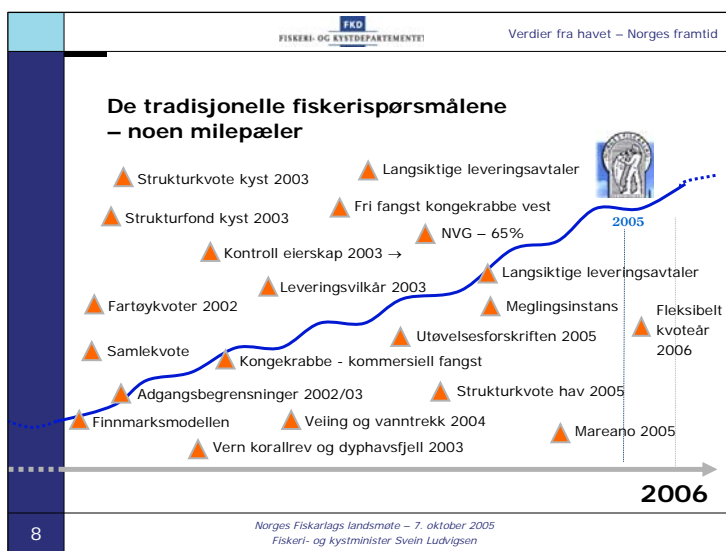 FKD
FISKERI- OG KYSTDEPARTEMENTET
Verdier fra havet – Norges framtid
De tradisjonelle fiskerispørsmålene
– noen milepæler
Strukturkvote kyst 2003
Langsiktige leveringsavtaler
Strukturfond kyst 2003
Fri fangst kongekrabbe vest
2005
NVG – 65%
Kontroll eierskap 2003 →
Langsiktige leveringsavtaler
Leveringsvilkår 2003
Fartøykvoter 2002
Meglingsinstans
Fleksibelt
kvoteår
2006
Utøvelsesforskriften 2005
Samlekvote
Kongekrabbe - kommersiell fangst
Adgangsbegrensninger 2002/03
Strukturkvote hav 2005
Finnmarksmodellen
Veiing og vanntrekk 2004
Mareano 2005
Vern korallrev og dyphavsfjell 2003
2006
8
Norges Fiskarlags landsmøte – 7. oktober 2005
Fiskeri- og kystminister Svein Ludvigsen